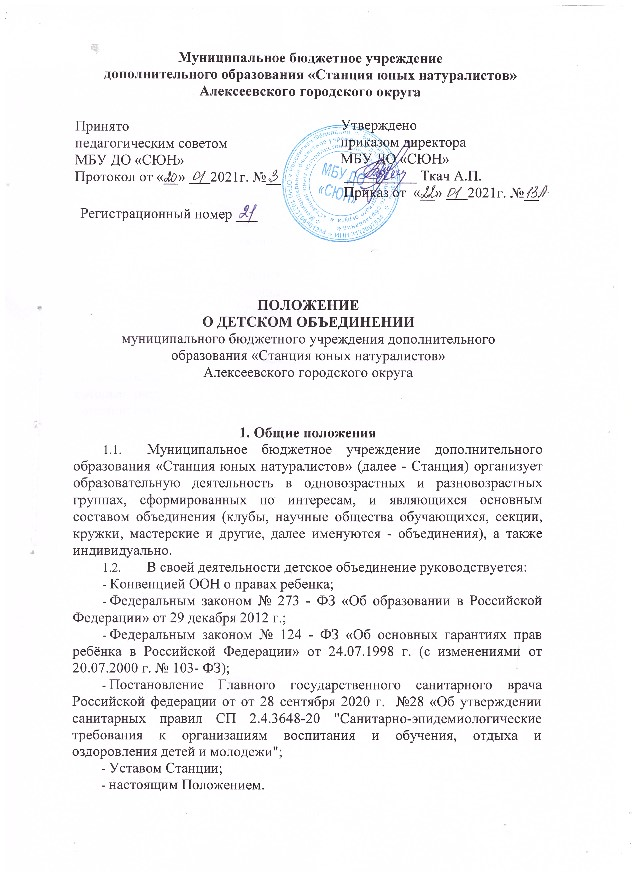 Муниципальное бюджетное учреждение
дополнительного образования «Станция юных натуралистов»
Алексеевского городского округа
Принято
педагогическим советом
МБУ ДО «СЮН»
Протокол от «20» 01 2021г. №3
Утверждено
приказом директора
МБУ ДО «СЮН»
Ткач А.П.
Приказ от «22» 01 2021г. №13А
МБУ ДО
«СЮН»
Регистрационный номер 21
ПОЛОЖЕНИЕ
О ДЕТСКОМ ОБЪЕДИНЕНИИ
муниципального бюджетного учреждения дополнительного
образования «Станция юных натуралистов»
Алексеевского городского округа
1. Общие положения
1.1. Муниципальное бюджетное учреждение дополнительного
образования «Станция юных натуралистов» (далее - Станция) организует
образовательную деятельность в одновозрастных и разновозрастных
группах, сформированных по интересам, и являющихся основным
составом объединения (клубы, научные общества обучающихся, секции,
кружки, мастерские и другие, далее именуются - объединения), а также
индивидуально.
1.2. В своей деятельности детское объединение руководствуется:
- Конвенцией ООН о правах ребенка;
- Федеральным законом № 273 - ФЗ «Об образовании в Российской
Федерации» от 29 декабря 2012 г.;
- Федеральным законом № 124 - ФЗ «Об основных гарантиях прав
ребёнка в Российской Федерации» от 24.07.1998 г. (с изменениями от
20.07.2000 г. № 103- ФЗ);
- Постановление Главного государственного санитарного врача
Российской федерации от от 28 сентября 2020 г. №28 «Об утверждении
санитарных правил СП 2.4.3648-20 "Санитарно-эпидемиологические
требования к организациям воспитания и обучения, отдыха и
оздоровления детей и молодежи";
- Уставом Станции;
- настоящим Положением.